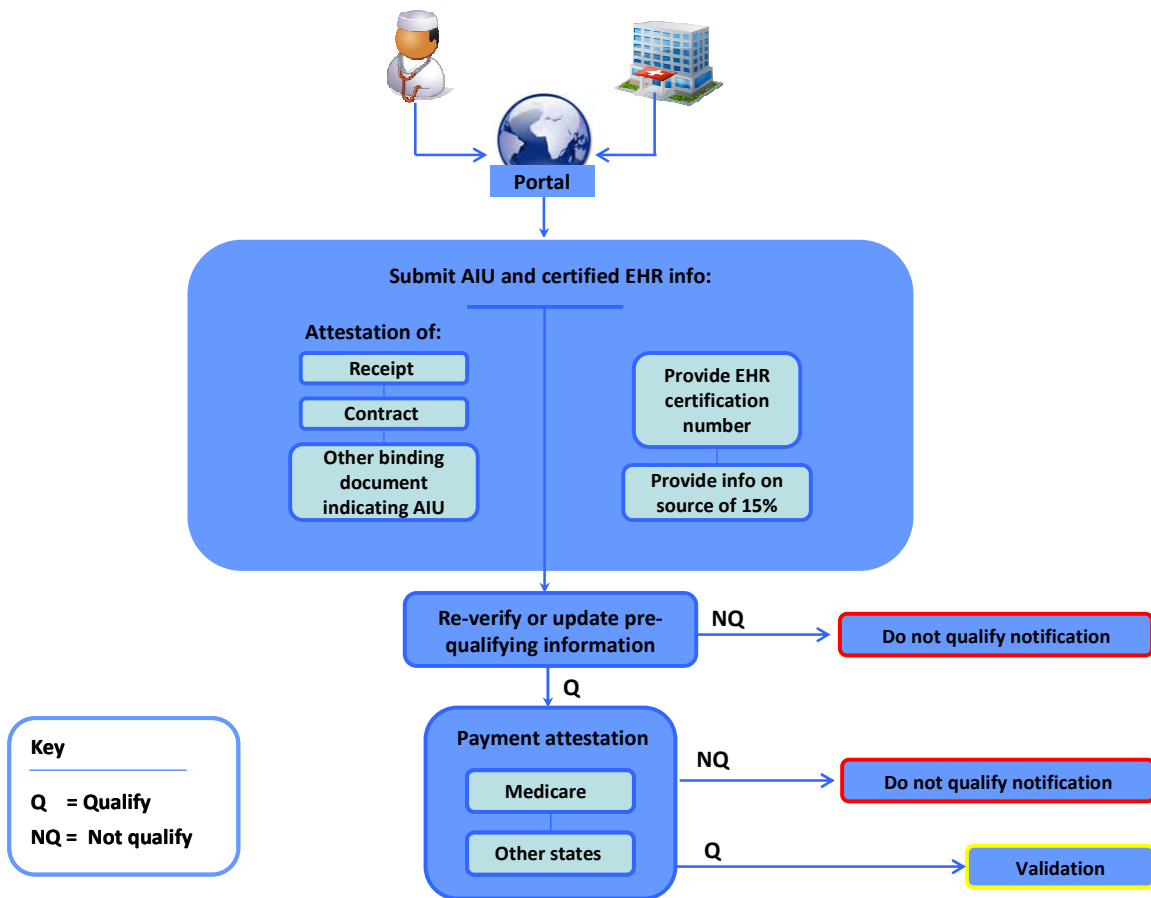 Portal
Submit AIU and certified EHR info:
Attestation of:
Receipt
Contract
Other binding
document
indicating AIU
Provide EHR
certification
number
Provide info on
source of 15%
Re-verify or update pre-
qualifying information
NQ
Do not qualify notification
Q
Payment attestation
Medicare
Other states
NQ
Do not qualify notification
Q
Validation
Key
Q = Qualify
NQ = Not qualify